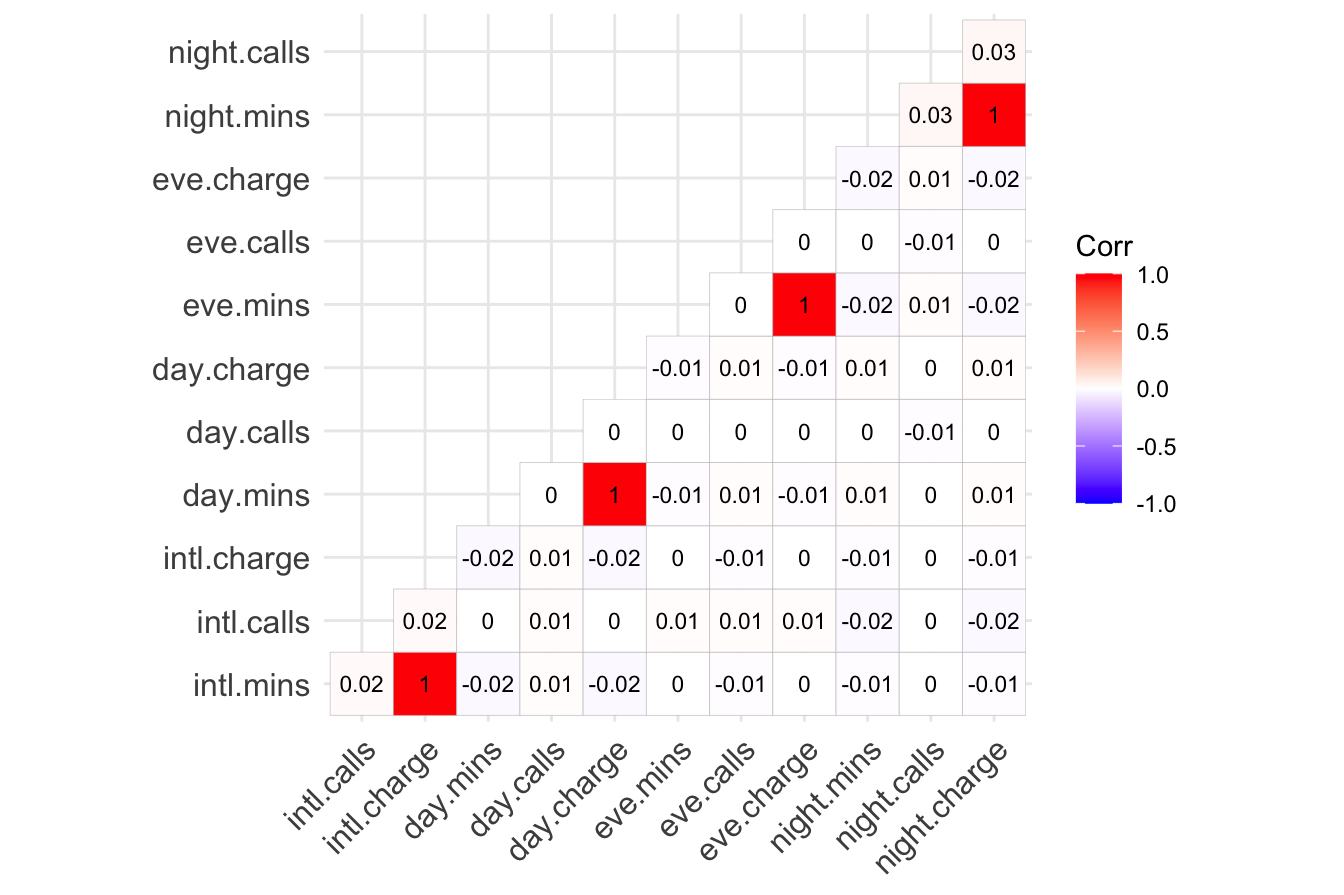 night.calls 0.03
night.mins 0.03 1
eve.charge -0.02 0.01 -0.02
eve.calls 0 0 -0.01 0
eve.mins 0 1 -0.02 0.01 -0.02
day.charge -0.01 0.01 -0.01 0.01 0 0.01
day.calls 0 0 0 0 0 -0.01 0
day.mins 0 1 -0.01 0.01 -0.01 0.01 0 0.01
intl.charge -0.02 0.01 -0.02 0 -0.01 0 -0.01 0 -0.01
intl.calls 0.02 0 0.01 0 0.01 0.01 0.01 -0.02 0 -0.02
intl.mins 0.02 1 -0.02 0.01 -0.02 0 -0.01 0 -0.01 0 -0.01
intl.calls
intl.charge
day.mins
day.calls
day.charge
eve.mins
eve.calls
eve.charge
night.mins
night.calls
night.charge
Corr
1.0
0.5
0.0
-0.5
-1.0